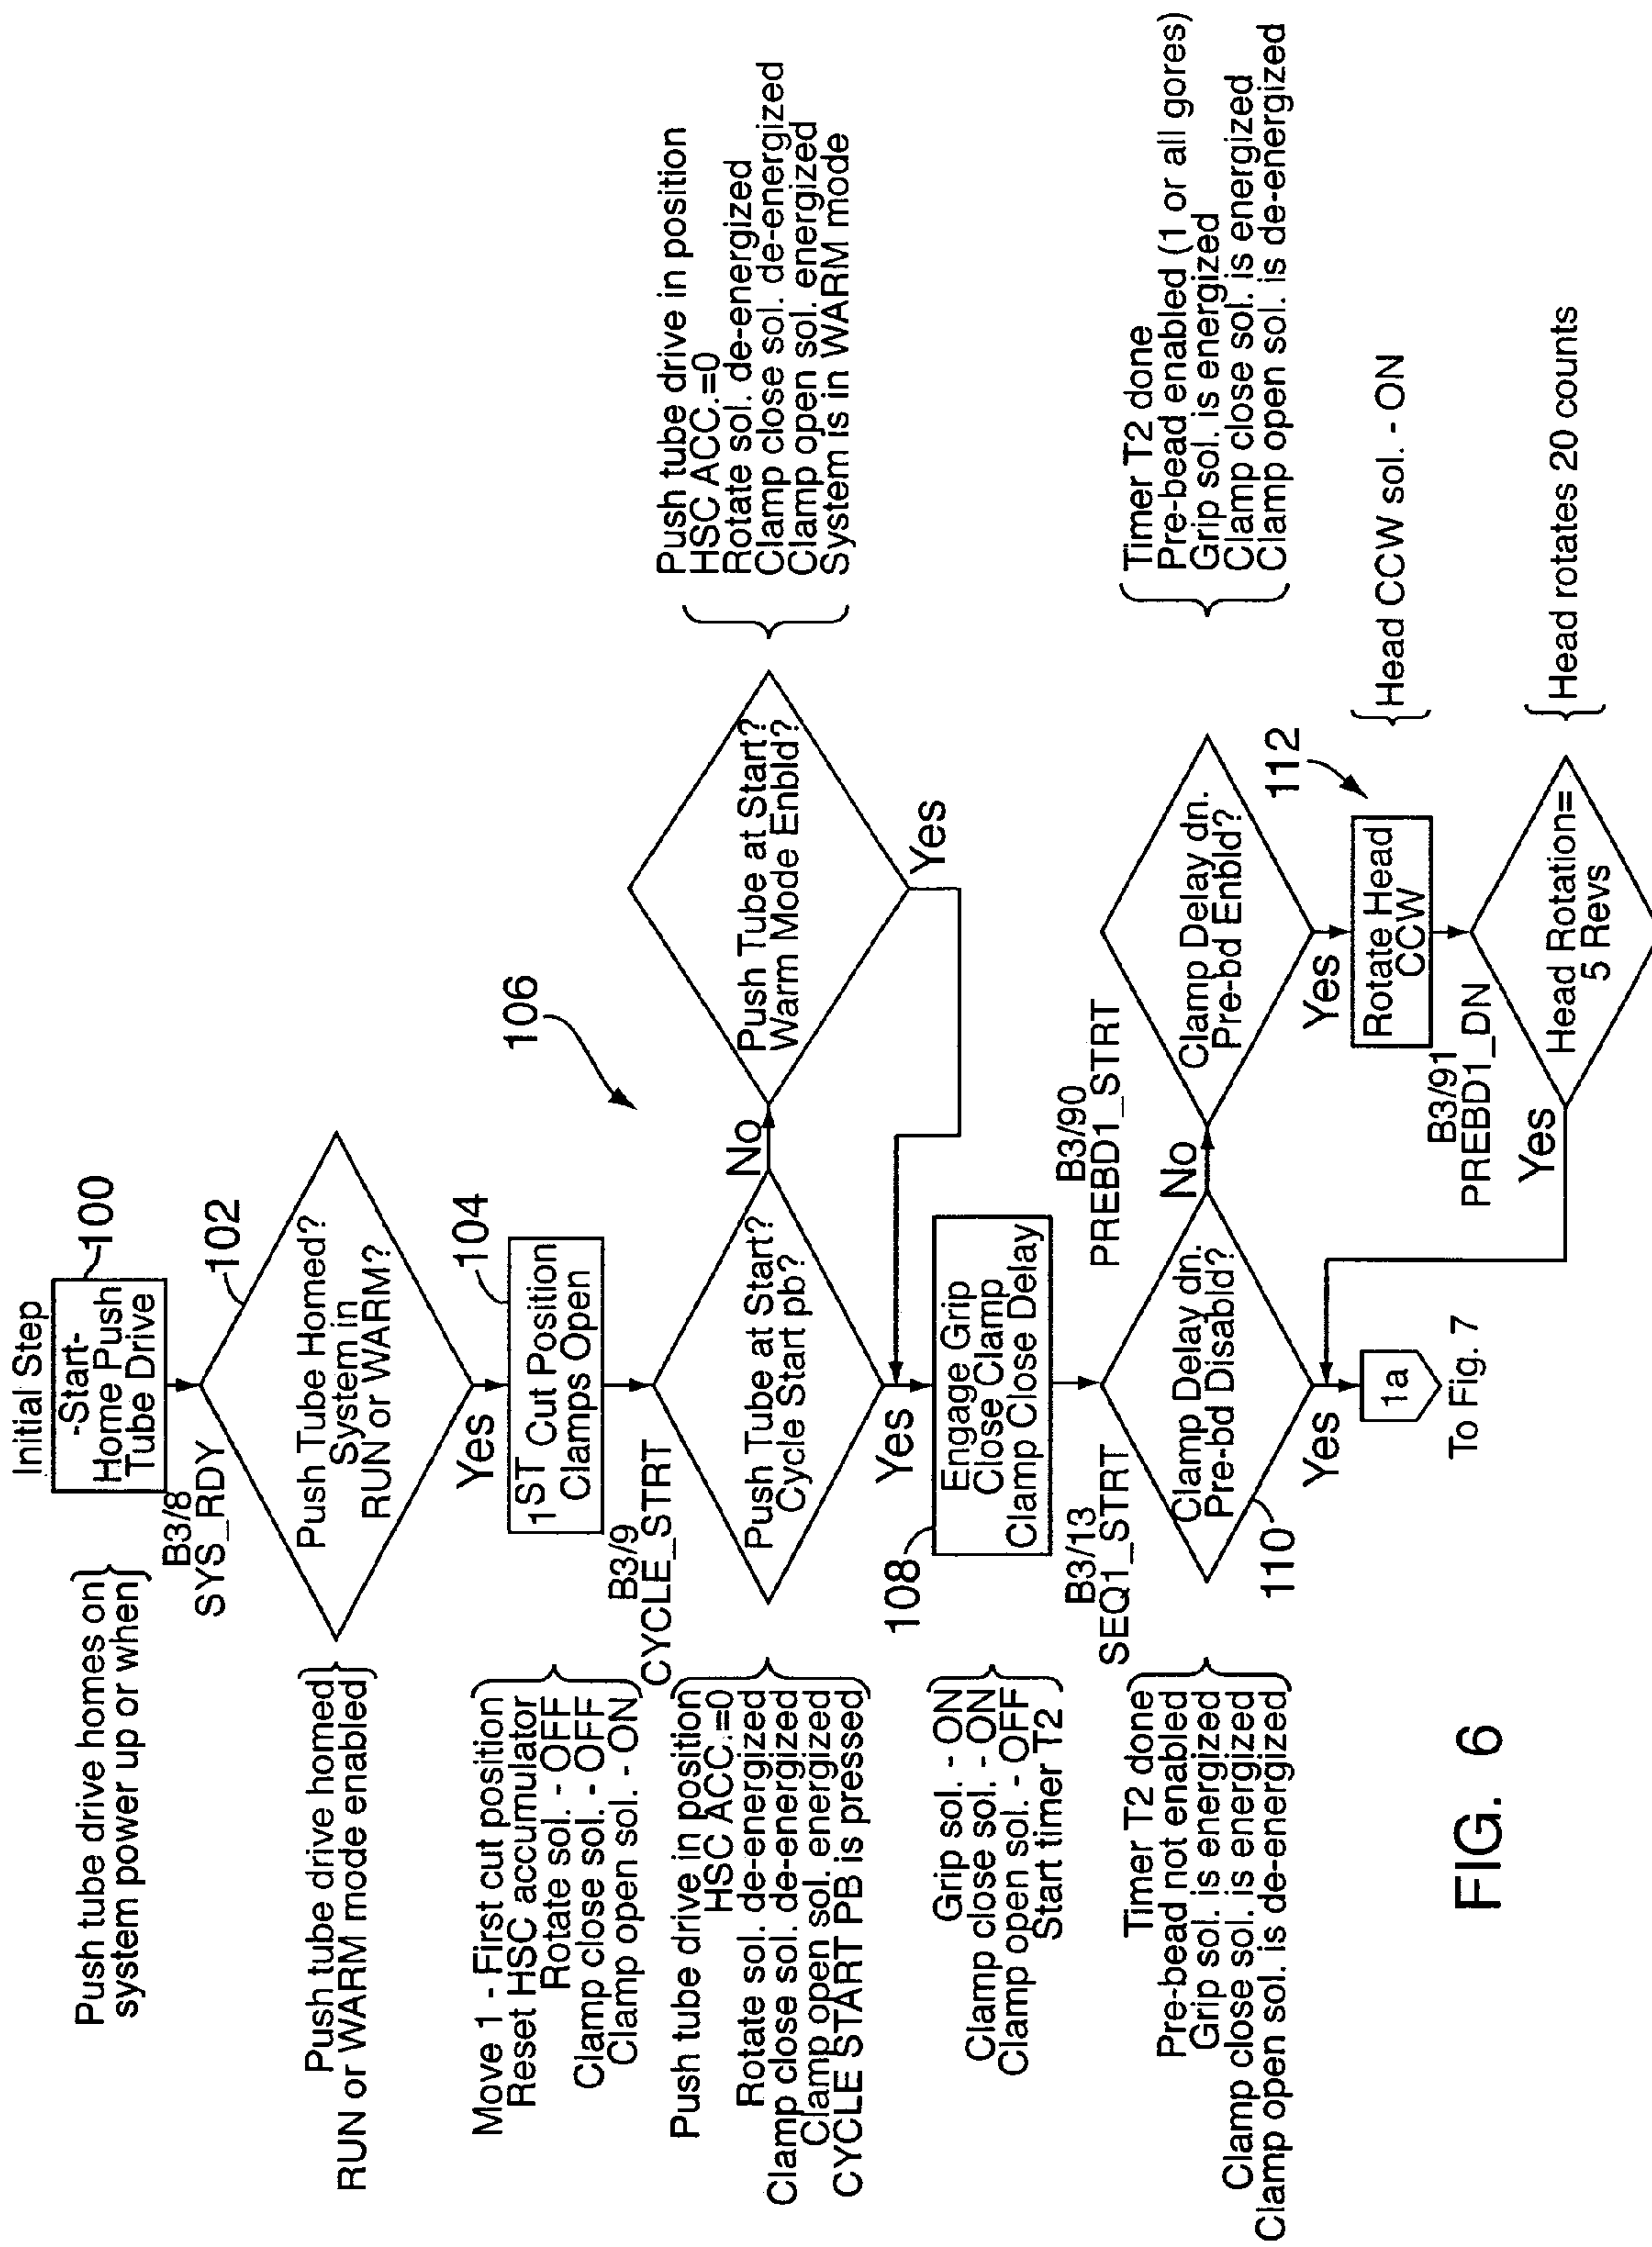 Initial Step
-Start-
Home Push
Tube Drive
100
Push tube drive homes on
system power up or when
B3/8
SYS_RDY
102
Push Tube Homed?
System in
RUN or WARM?
Push tube drive homed
RUN or WARM mode enabled
Yes
104
1ST Cut Position
Clamps Open
Move 1 - First cut position
Reset HSC accumulator
Rotate sol. - OFF
Clamp close sol. - OFF
Clamp open sol. - ON
B3/9
CYCLE_STRT
106
Push Tube at Start?
Cycle Start pb?
Push tube drive in position
HSC ACC.=0
Rotate sol. de-energized
Clamp close sol. de-energized
Clamp open sol. energized
CYCLE START PB is pressed
No
Push Tube at Start?
Warm Mode Enbld?
Push tube drive in position
HSC ACC.=0
Rotate sol. de-energized
Clamp close sol. de-energized
Clamp open sol. energized
System is in WARM mode
Yes
Yes
108
Engage Grip
Close Clamp
Clamp Close Delay
Grip sol. - ON
Clamp close sol. - ON
Clamp open sol. - OFF
Start timer T2
B3/13
SEQ1_STRT
110
Clamp Delay dn.
Pre-bd Disabld?
Timer T2 done
Pre-bead not enabled
Grip sol. is energized
Clamp close sol. is energized
Clamp open sol. is de-energized
No
B3/90
PREBD1_STRT
Clamp Delay dn.
Pre-bd Enbld?
Timer T2 done
Pre-bead enabled (1 or all gores)
Grip sol. is energized
Clamp close sol. is energized
Clamp open sol. is de-energized
Yes
112
Rotate Head
CCW
Head CCW sol. - ON
B3/91
PREBD1_DN
Head Rotation=
5 Revs
Head rotates 20 counts
Yes
Yes
1a
To Fig. 7
FIG. 6